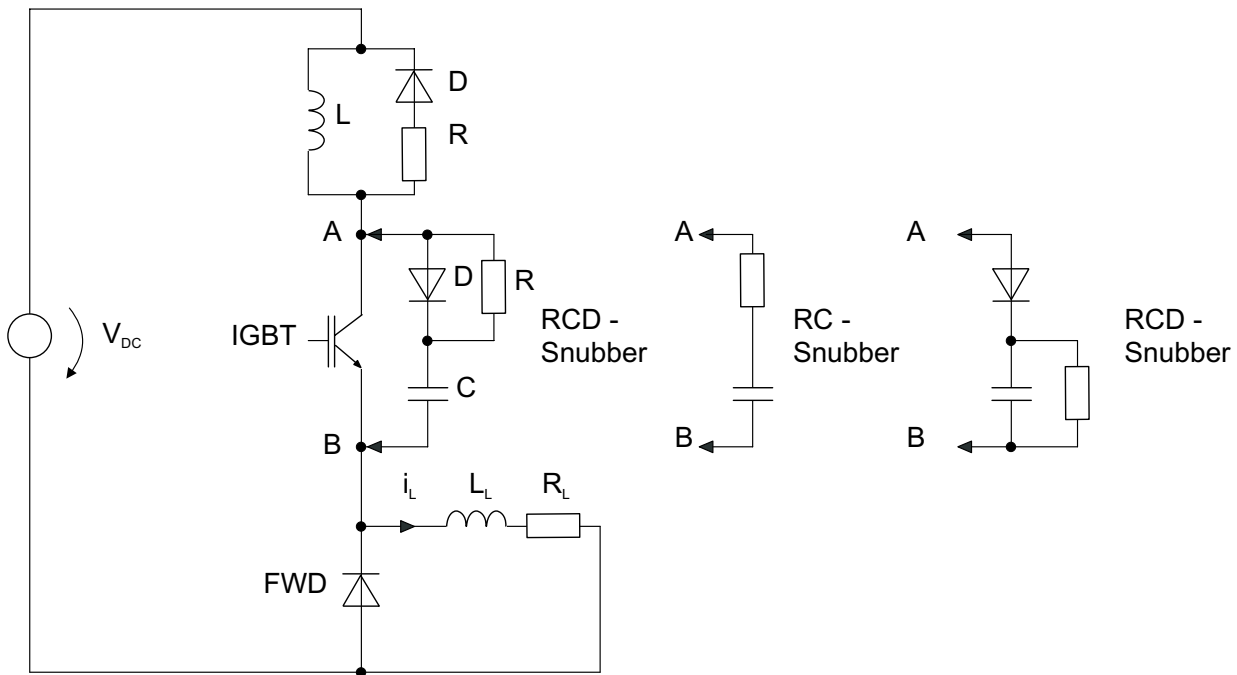 D
L
R
A
D
R
IGBT
C
B
RCD -
Snubber
A
RC -
Snubber
B
A
RCD -
Snubber
B
V_DC
i_L
L_L
R_L
FWD